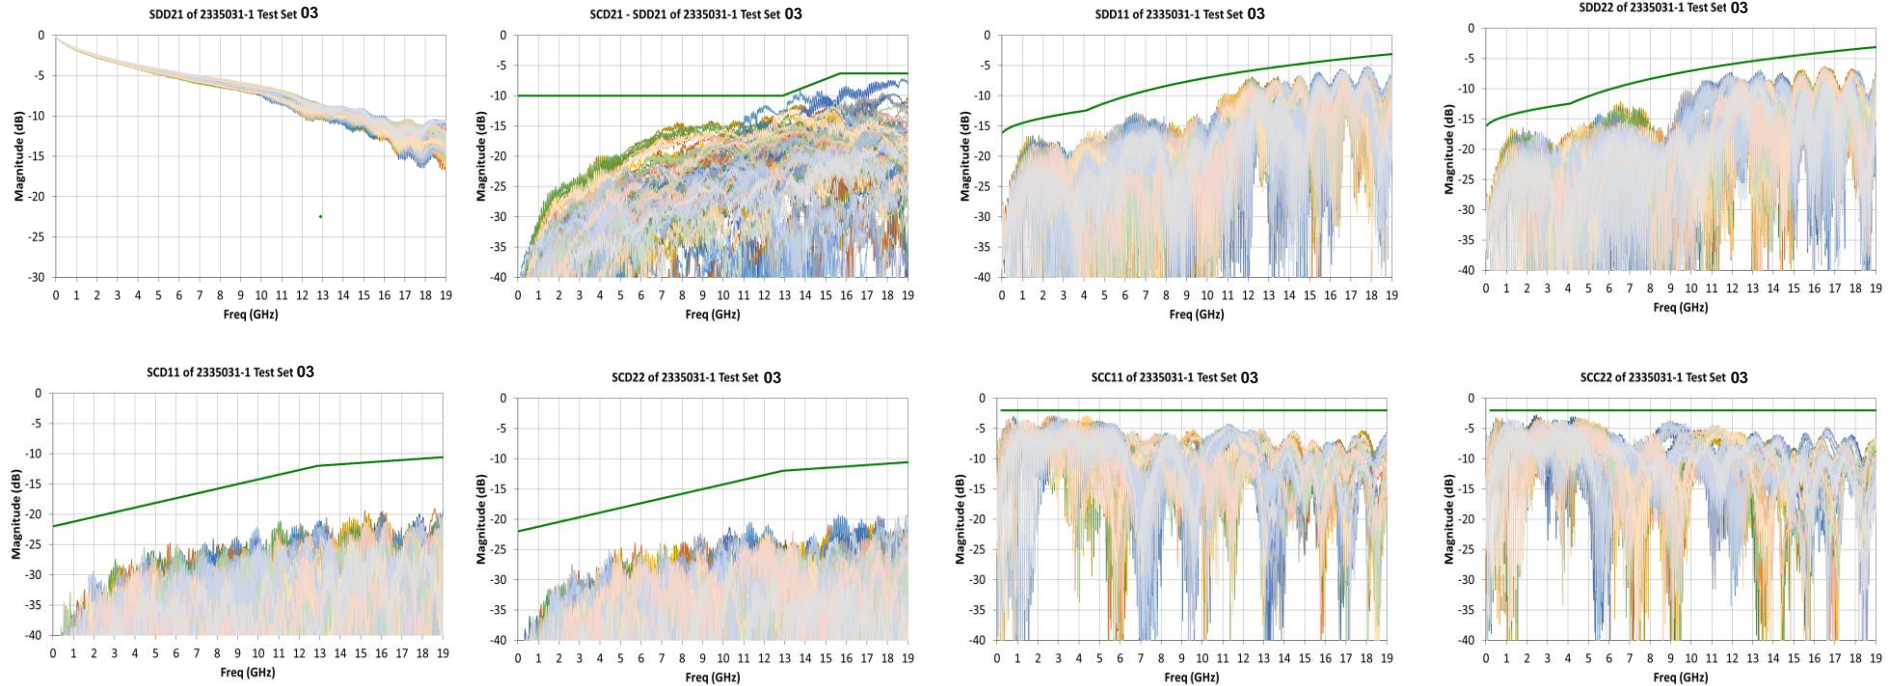 SDD21 of 2335031-1 Test Set 03
Magnitude (dB)
0
-5
-10
-15
-20
-25
-30
0 1 2 3 4 5 6 7 8 9 10 11 12 13 14 15 16 17 18 19
Freq (GHz)
SCD21 - SDD21 of 2335031-1 Test Set 03
Magnitude (dB)
0
-5
-10
-15
-20
-25
-30
-35
-40
0 1 2 3 4 5 6 7 8 9 10 11 12 13 14 15 16 17 18 19
Freq (GHz)
SDD11 of 2335031-1 Test Set 03
Magnitude (dB)
0
-5
-10
-15
-20
-25
-30
-35
-40
0 1 2 3 4 5 6 7 8 9 10 11 12 13 14 15 16 17 18 19
Freq (GHz)
SDD22 of 2335031-1 Test Set 03
Magnitude (dB)
0
-5
-10
-15
-20
-25
-30
-35
-40
0 1 2 3 4 5 6 7 8 9 10 11 12 13 14 15 16 17 18 19
Freq (GHz)
SCD11 of 2335031-1 Test Set 03
Magnitude (dB)
0
-5
-10
-15
-20
-25
-30
-35
-40
0 1 2 3 4 5 6 7 8 9 10 11 12 13 14 15 16 17 18 19
Freq (GHz)
SCD22 of 2335031-1 Test Set 03
Magnitude (dB)
0
-5
-10
-15
-20
-25
-30
-35
-40
0 1 2 3 4 5 6 7 8 9 10 11 12 13 14 15 16 17 18 19
Freq (GHz)
SCC11 of 2335031-1 Test Set 03
Magnitude (dB)
0
-5
-10
-15
-20
-25
-30
-35
-40
0 1 2 3 4 5 6 7 8 9 10 11 12 13 14 15 16 17 18 19
Freq (GHz)
SCC22 of 2335031-1 Test Set 03
Magnitude (dB)
0
-5
-10
-15
-20
-25
-30
-35
-40
0 1 2 3 4 5 6 7 8 9 10 11 12 13 14 15 16 17 18 19
Freq (GHz)